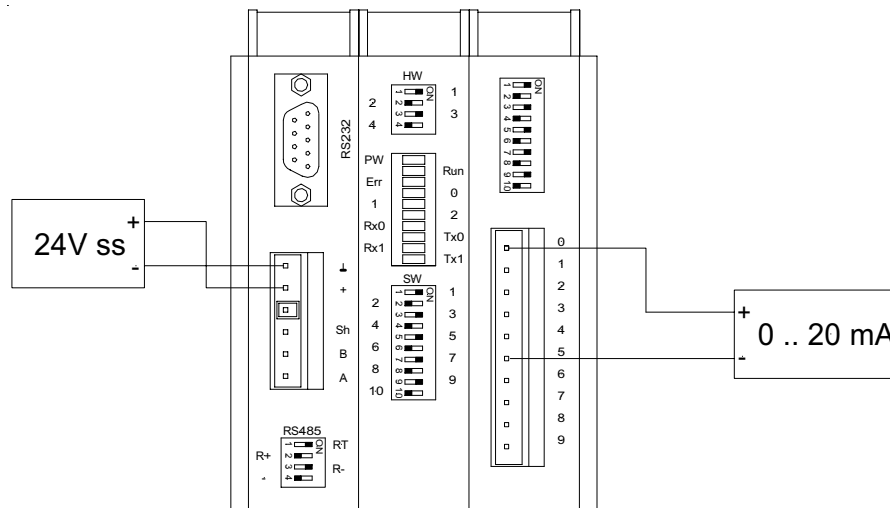 HW
1 2 3 4 ON
1
2
3
4
RS232
PW
Run
Err
0
1
2
Rx0
Tx0
Rx1
Tx1
1 2 3 4 5 6 7 8 9 10 ON
24V ss
+
-
+
Sh
B
A
SW
1 2 3 4 5 6 7 8 9 10 ON
1
2
3
4
5
6
7
8
9
10
RS485
1 2 3 4 ON
RT
R+
R-
0
1
2
3
4
5
6
7
8
9
+
0 .. 20 mA
-